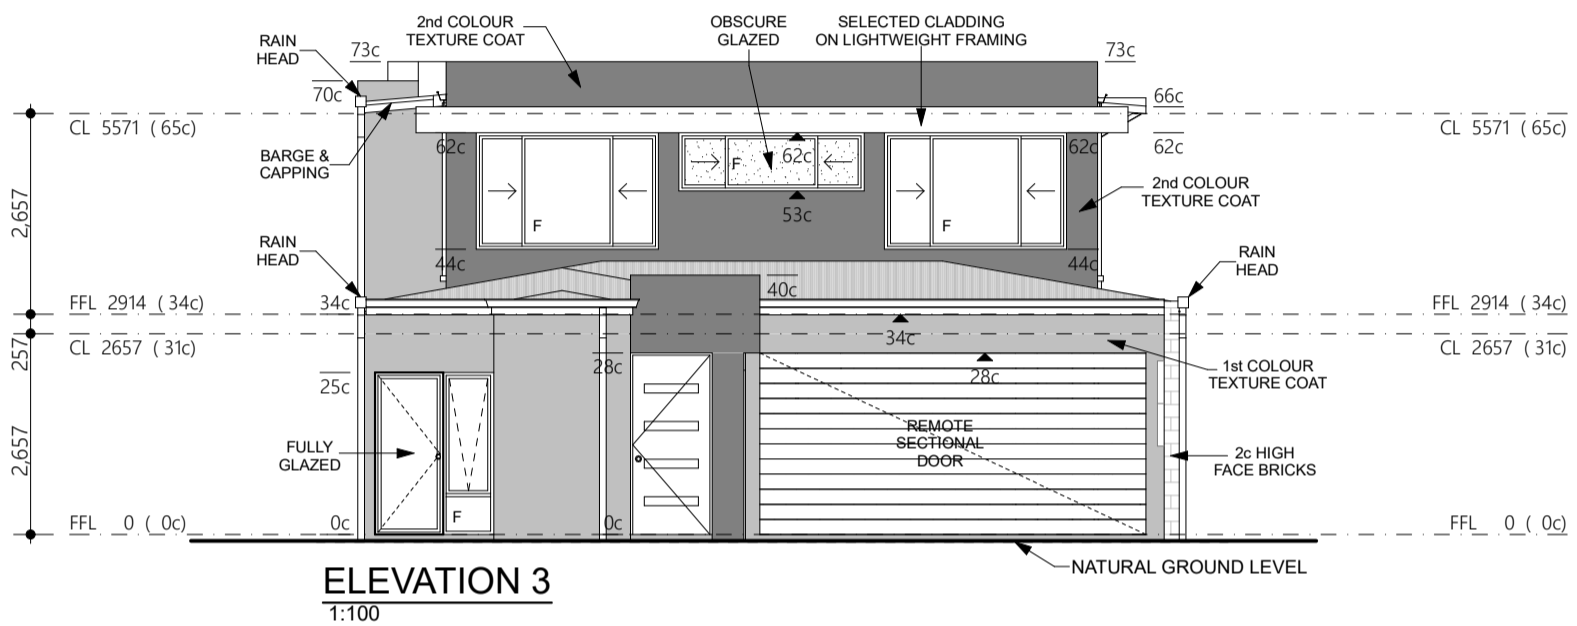 2nd COLOUR
TEXTURE COAT
OBSCURE
GLAZED
SELECTED CLADDING
ON LIGHTWEIGHT FRAMING
RAIN
HEAD
73c
73c
70c
66c
CL 5571 ( 65c)
CL 5571 ( 65c)
BARGE &
CAPPING
62c
62c
62c
62c
F
2nd COLOUR
TEXTURE COAT
2,657
53c
F
F
RAIN
HEAD
44c
44c
RAIN
HEAD
40c
FFL 2914 ( 34c)
34c
FFL 2914 ( 34c)
34c
257
CL 2657 ( 31c)
CL 2657 ( 31c)
28c
28c
1st COLOUR
TEXTURE COAT
25c
2,657
FULLY
GLAZED
REMOTE
SECTIONAL
DOOR
2c HIGH
FACE BRICKS
F
FFL 0 ( 0c)
0c
0c
FFL 0 ( 0c)
NATURAL GROUND LEVEL
ELEVATION 3
1:100